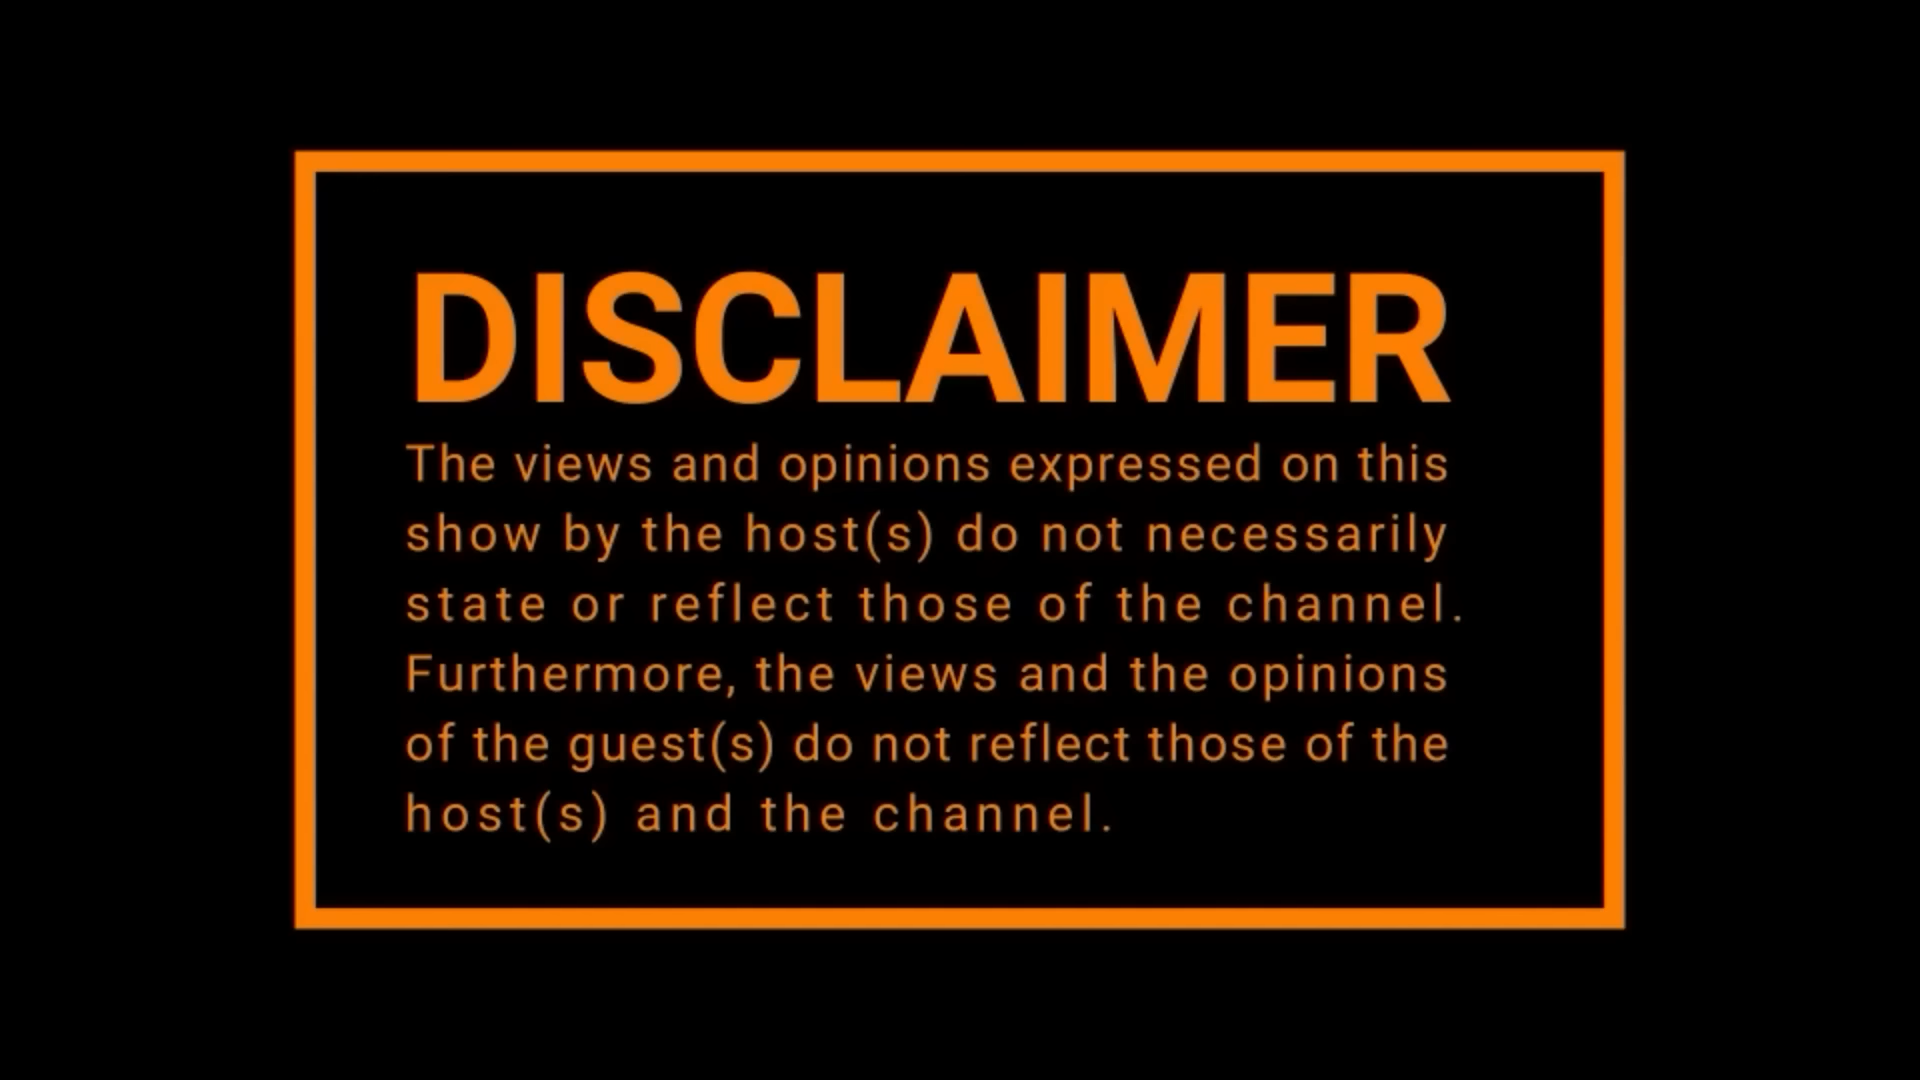 DISCLAIMER
The views and opinions expressed on this
show by the host(s) do not necessarily
state or reflect those of the channel.
Furthermore, the views and the opinions
of the guest(s) do not reflect those of the
host(s) and the channel.